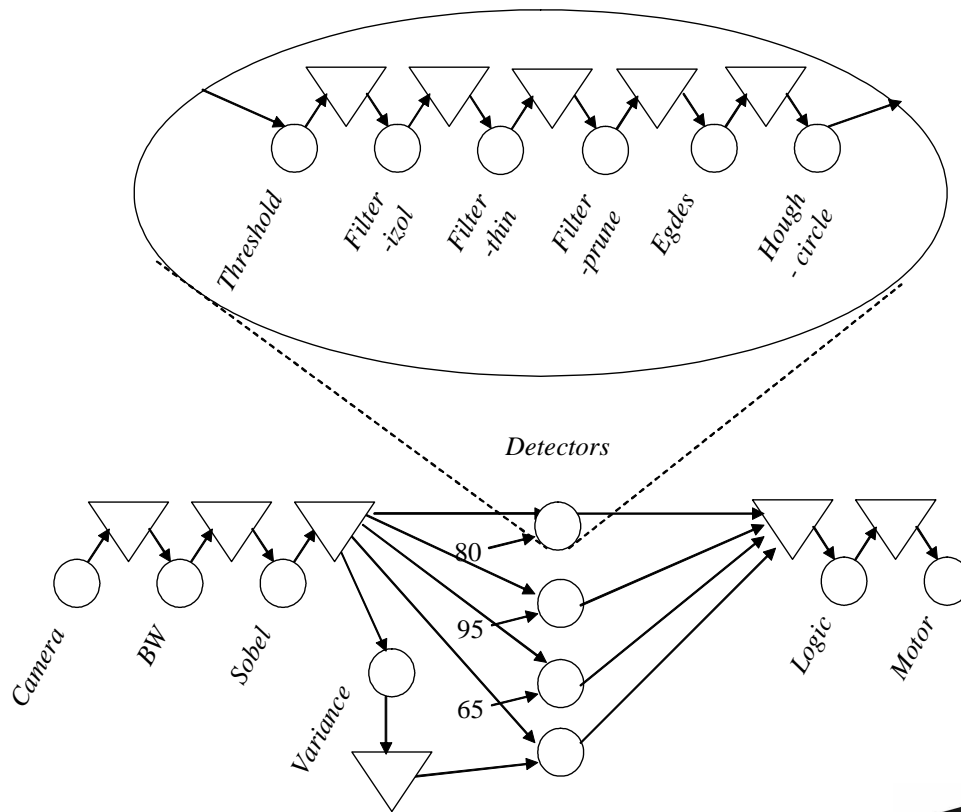 Threshold
Filter
-izol
Filter
-thin
Filter
-prune
Egdes
Hough
- circle
Detectors
80
95
65
Camera
BW
Sobel
Variance
Logic
Motor